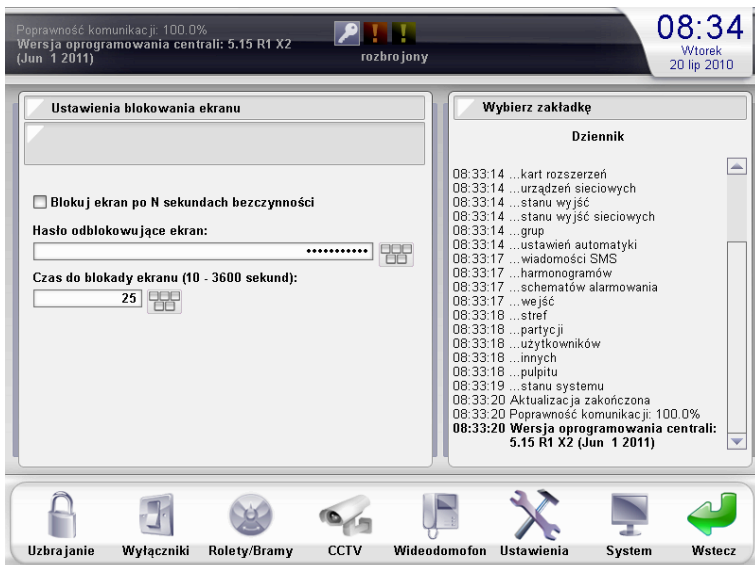 Poprawność komunikacji: 100.0%
Wersja oprogramowania centrali: 5.15 R1 X2
(Jun 1 2011)
rozbrojony
08:34
Wtorek
20 lip 2010
Ustawienia blokowania ekranu
Blokuj ekran po N sekundach bezczynności
Hasło odblokowujące ekran:
•••••••••••
Czas do blokady ekranu (10 - 3600 sekund):
25
Wybierz zakładkę
Dziennik
08:33:14 ...kart rozszerzeń
08:33:14 ...urządzeń sieciowych
08:33:14 ...stanu wyjść
08:33:14 ...stanu wyjść sieciowych
08:33:14 ...grup
08:33:14 ...ustawień automatyki
08:33:17 ...wiadomości SMS
08:33:17 ...harmonogramów
08:33:17 ...schematów alarmowania
08:33:17 ...wejść
08:33:18 ...stref
08:33:18 ...partycji
08:33:18 ...użytkowników
08:33:18 ...innych
08:33:18 ...pulpitu
08:33:19 ...stanu systemu
08:33:20 Aktualizacja zakończona
08:33:20 Poprawność komunikacji: 100.0%
08:33:20 Wersja oprogramowania centrali:
5.15 R1 X2 (Jun 1 2011)
Uzbrajanie Wyłączniki Rolety/Bramy CCTV Wideodomofon Ustawienia System Wstecz